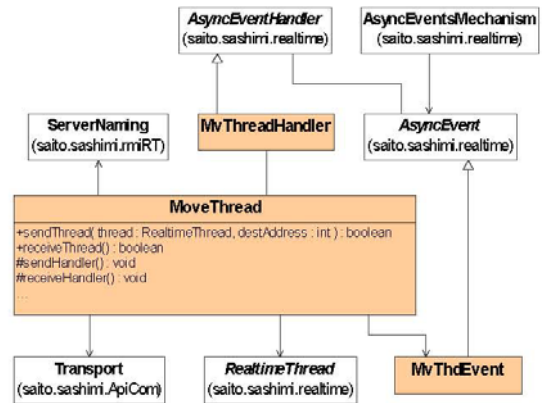 AsyncEventHandler
(saito.sashimi.realtime)
AsyncEventsMechanism
(saito.sashimi.realtime)
ServerNaming
(saito.sashimi.rmiRT)
MvThreadHandler
AsyncEvent
(saito.sashimi.realtime)
MoveThread
+sendThread( thread : RealtimeThread, destAddress : int ) : boolean
+receiveThread() : boolean
#sendHandler() : void
#receiveHandler() : void
...
Transport
(saito.sashimi.ApiCom)
RealtimeThread
(saito.sashimi.realtime)
MvThdEvent